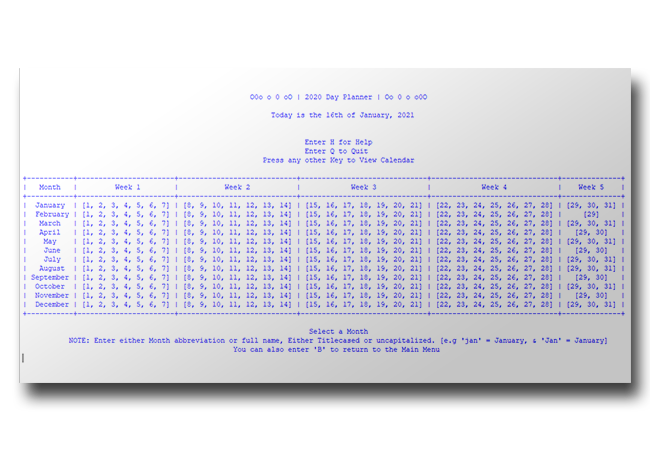 O0o o 0 oO | 2020 Day Planner | Oo 0 o o0O
Today is the 16th of January, 2021
Enter H for Help
Enter Q to Quit
Press any other Key to View Calendar
+-----------+-----------------------+-----------------------------+------------------------------+------------------------------+--------------+
| Month | Week 1 | Week 2 | Week 3 | Week 4 | Week 5 |
+-----------+-----------------------+-----------------------------+------------------------------+------------------------------+--------------+
| January | [1, 2, 3, 4, 5, 6, 7] | [8, 9, 10, 11, 12, 13, 14] | [15, 16, 17, 18, 19, 20, 21] | [22, 23, 24, 25, 26, 27, 28] | [29, 30, 31] |
| February | [1, 2, 3, 4, 5, 6, 7] | [8, 9, 10, 11, 12, 13, 14] | [15, 16, 17, 18, 19, 20, 21] | [22, 23, 24, 25, 26, 27, 28] | [29] |
| March | [1, 2, 3, 4, 5, 6, 7] | [8, 9, 10, 11, 12, 13, 14] | [15, 16, 17, 18, 19, 20, 21] | [22, 23, 24, 25, 26, 27, 28] | [29, 30, 31] |
| April | [1, 2, 3, 4, 5, 6, 7] | [8, 9, 10, 11, 12, 13, 14] | [15, 16, 17, 18, 19, 20, 21] | [22, 23, 24, 25, 26, 27, 28] | [29, 30] |
| May | [1, 2, 3, 4, 5, 6, 7] | [8, 9, 10, 11, 12, 13, 14] | [15, 16, 17, 18, 19, 20, 21] | [22, 23, 24, 25, 26, 27, 28] | [29, 30, 31] |
| June | [1, 2, 3, 4, 5, 6, 7] | [8, 9, 10, 11, 12, 13, 14] | [15, 16, 17, 18, 19, 20, 21] | [22, 23, 24, 25, 26, 27, 28] | [29, 30] |
| July | [1, 2, 3, 4, 5, 6, 7] | [8, 9, 10, 11, 12, 13, 14] | [15, 16, 17, 18, 19, 20, 21] | [22, 23, 24, 25, 26, 27, 28] | [29, 30, 31] |
| August | [1, 2, 3, 4, 5, 6, 7] | [8, 9, 10, 11, 12, 13, 14] | [15, 16, 17, 18, 19, 20, 21] | [22, 23, 24, 25, 26, 27, 28] | [29, 30, 31] |
| September | [1, 2, 3, 4, 5, 6, 7] | [8, 9, 10, 11, 12, 13, 14] | [15, 16, 17, 18, 19, 20, 21] | [22, 23, 24, 25, 26, 27, 28] | [29, 30] |
| October | [1, 2, 3, 4, 5, 6, 7] | [8, 9, 10, 11, 12, 13, 14] | [15, 16, 17, 18, 19, 20, 21] | [22, 23, 24, 25, 26, 27, 28] | [29, 30, 31] |
| November | [1, 2, 3, 4, 5, 6, 7] | [8, 9, 10, 11, 12, 13, 14] | [15, 16, 17, 18, 19, 20, 21] | [22, 23, 24, 25, 26, 27, 28] | [29, 30] |
| December | [1, 2, 3, 4, 5, 6, 7] | [8, 9, 10, 11, 12, 13, 14] | [15, 16, 17, 18, 19, 20, 21] | [22, 23, 24, 25, 26, 27, 28] | [29, 30, 31] |
+-----------+-----------------------+-----------------------------+------------------------------+------------------------------+--------------+
Select a Month
NOTE: Enter either Month abbreviation or full name, Either Titlecased or uncapitalized. [e.g 'jan' = January, & 'Jan' = January]
You can also enter 'B' to return to the Main Menu